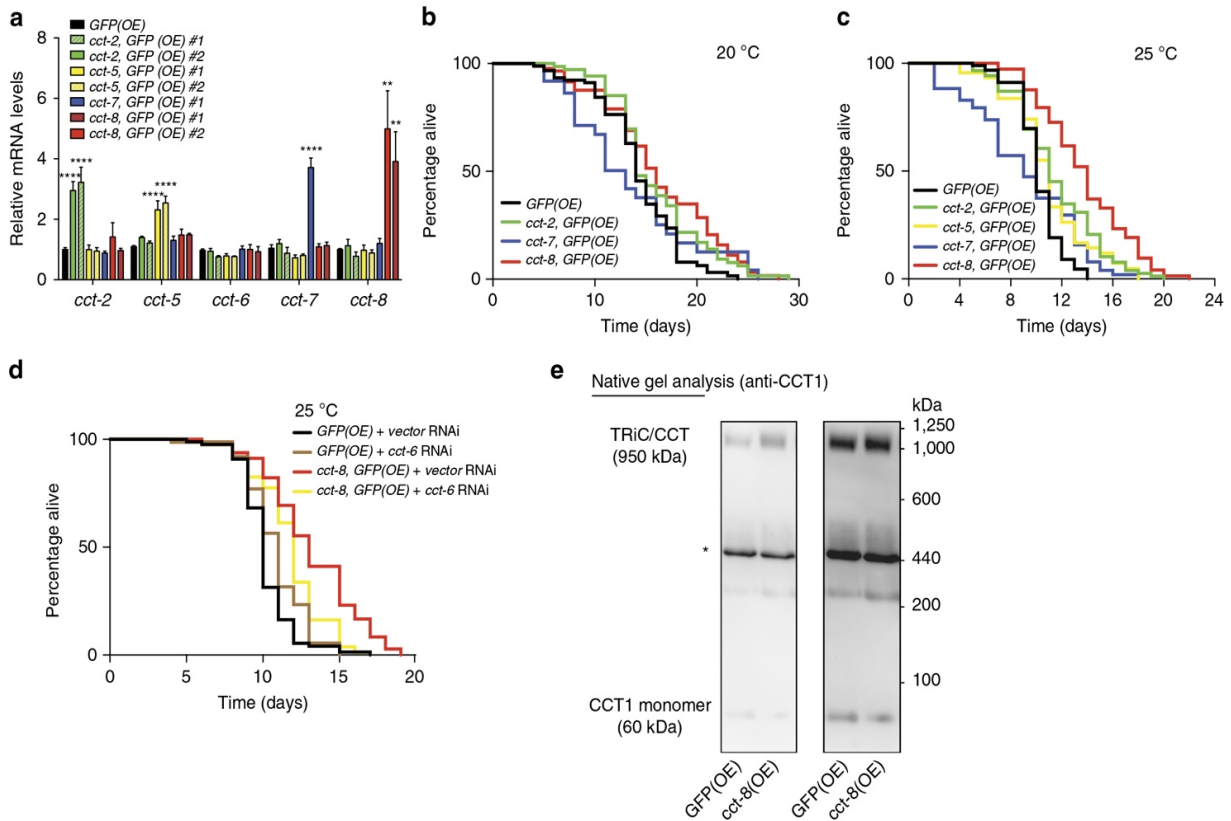 a
GFP(OE)
cct-2, GFP (OE) #1
cct-2, GFP (OE) #2
cct-5, GFP (OE) #1
cct-5, GFP (OE) #2
cct-7, GFP (OE) #1
cct-8, GFP (OE) #1
cct-8, GFP (OE) #2
Relative mRNA levels
8
6
4
2
0
**** ****
**** ****
****
**
**
cct-2 cct-5 cct-6 cct-7 cct-8
b
20 °C
Percentage alive
100
50
0
GFP(OE)
cct-2, GFP(OE)
cct-7, GFP(OE)
cct-8, GFP(OE)
0 10 20 30
Time (days)
c
25 °C
Percentage alive
100
50
0
GFP(OE)
cct-2, GFP(OE)
cct-5, GFP(OE)
cct-7, GFP(OE)
cct-8, GFP(OE)
0 4 8 12 16 20 24
Time (days)
d
25 °C
GFP(OE) + vector RNAi
GFP(OE) + cct-6 RNAi
cct-8, GFP(OE) + vector RNAi
cct-8, GFP(OE) + cct-6 RNAi
Percentage alive
100
50
0
0 5 10 15 20
Time (days)
e
Native gel analysis (anti-CCT1)
kDa
TRiC/CCT
(950 kDa)
1,250
1,000
600
*
440
200
100
CCT1 monomer
(60 kDa)
GFP(OE)
cct-8(OE)
GFP(OE)
cct-8(OE)